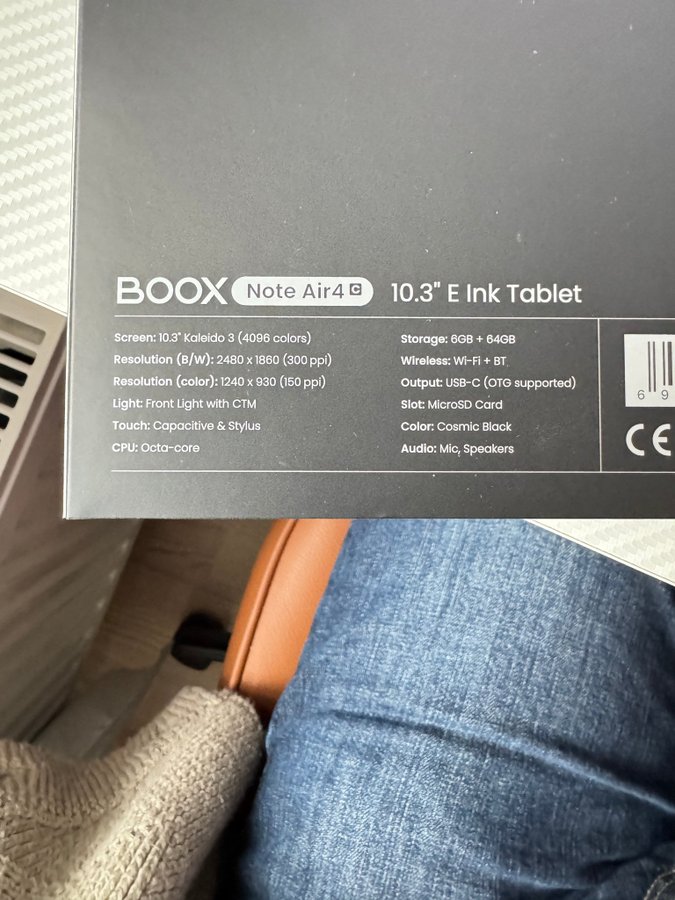 BOOX Note Air4 C 10.3" E Ink Tablet
Screen: 10.3" Kaleido 3 (4096 colors)
Resolution (B/W): 2480 x 1860 (300 ppi)
Resolution (color): 1240 x 930 (150 ppi)
Light: Front Light with CTM
Touch: Capacitive & Stylus
CPU: Octa-core
Storage: 6GB + 64GB
Wireless: Wi-Fi + BT
Output: USB-C (OTG supported)
Slot: MicroSD Card
Color: Cosmic Black
Audio: Mic, Speakers
6 9
CE